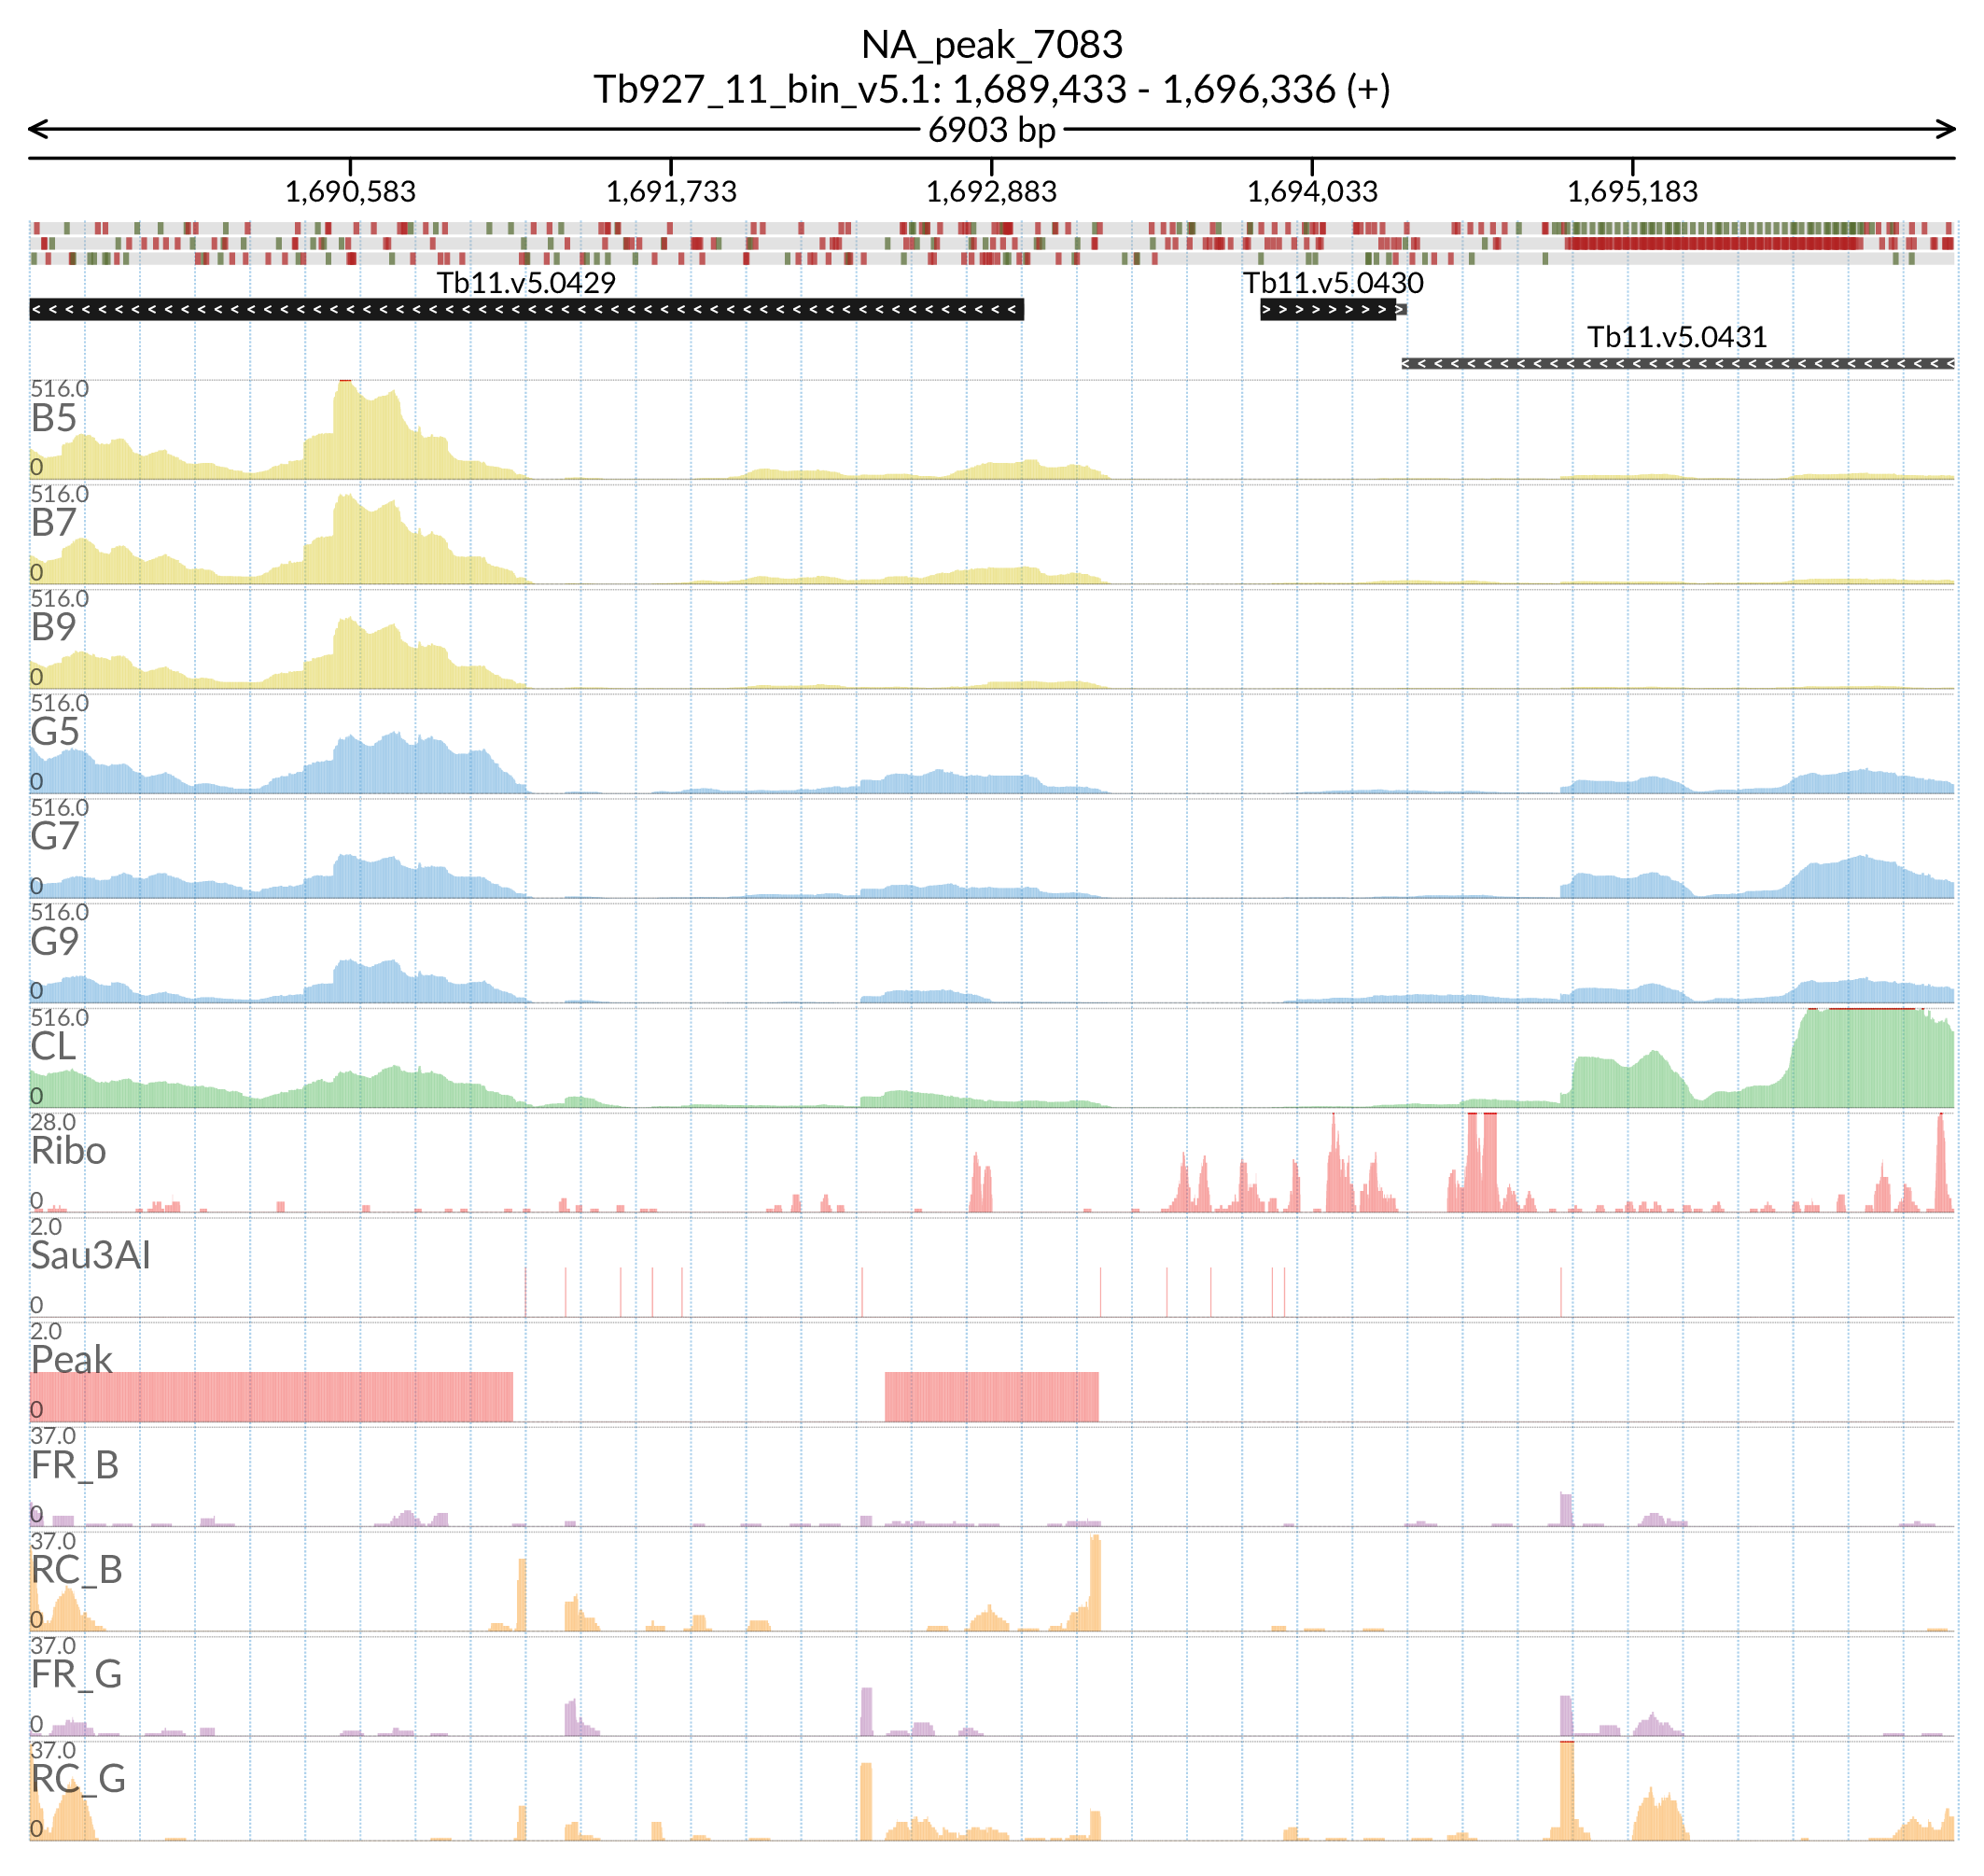 NA_peak_7083
Tb927_11_bin_v5.1: 1,689,433 - 1,696,336 (+)
6903 bp
1,690,583 1,691,733 1,692,883 1,694,033 1,695,183
Tb11.v5.0429 Tb11.v5.0430
Tb11.v5.0431
516.0
B5
0
516.0
B7
0
516.0
B9
0
516.0
G5
0
516.0
G7
0
516.0
G9
0
516.0
CL
0
28.0
Ribo
0
2.0
Sau3AI
0
2.0
Peak
0
37.0
FR_B
0
37.0
RC_B
0
37.0
FR_G
0
37.0
RC_G
0